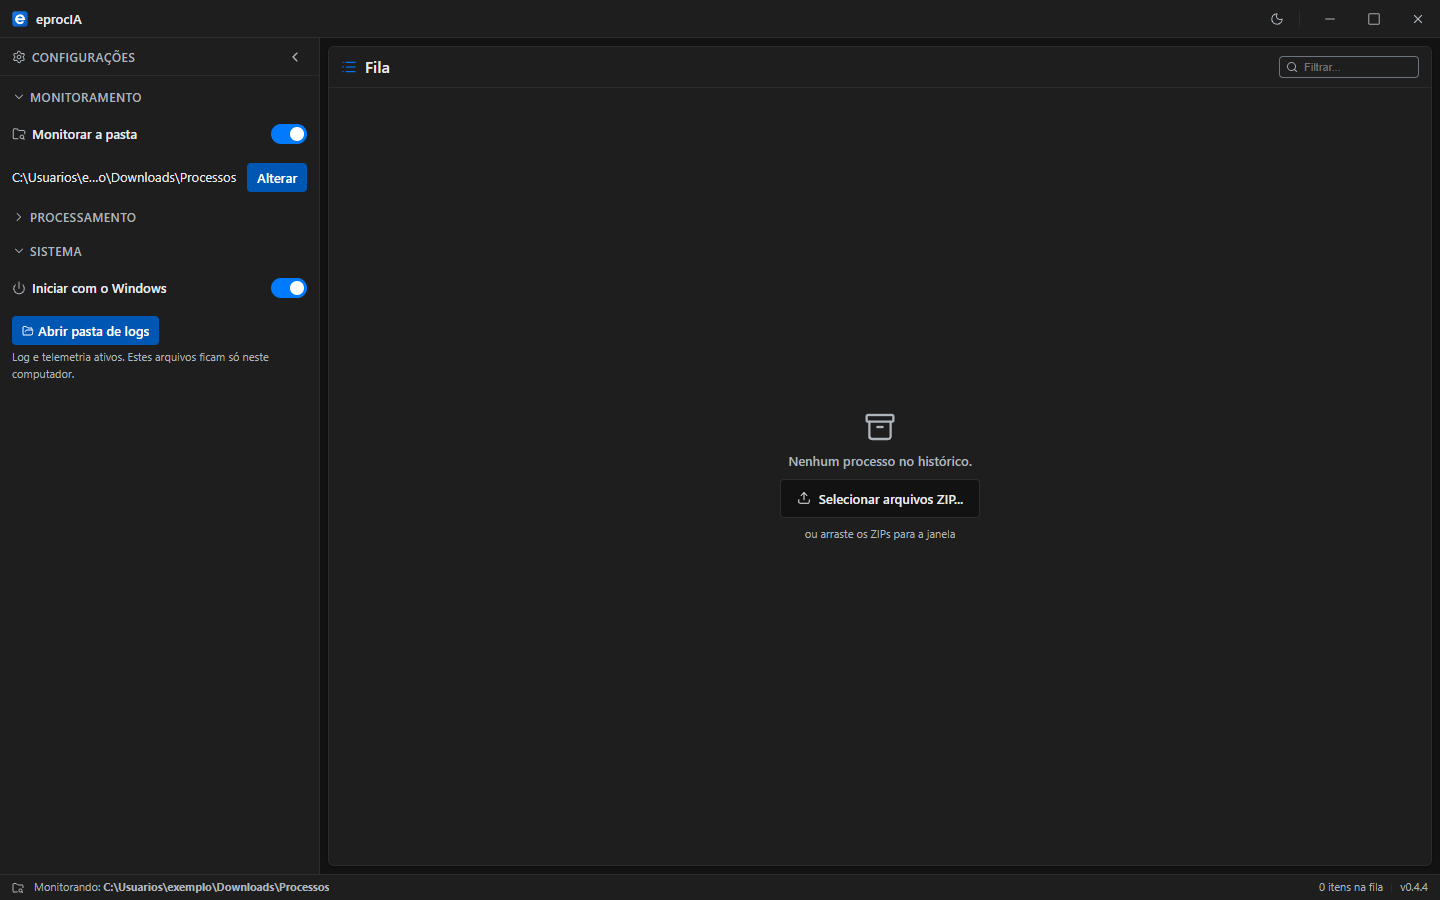 eprocIA
CONFIGURAÇÕES
MONITORAMENTO
Monitorar a pasta
C:\Usuarios\e...o\Downloads\Processos
Alterar
PROCESSAMENTO
SISTEMA
Iniciar com o Windows
Abrir pasta de logs
Log e telemetria ativos. Estes arquivos ficam só neste
computador.
Fila
Filtrar...
Nenhum processo no histórico.
Selecionar arquivos ZIP...
ou arraste os ZIPs para a janela
Monitorando: C:\Usuarios\exemplo\Downloads\Processos
0 itens na fila
v0.4.4